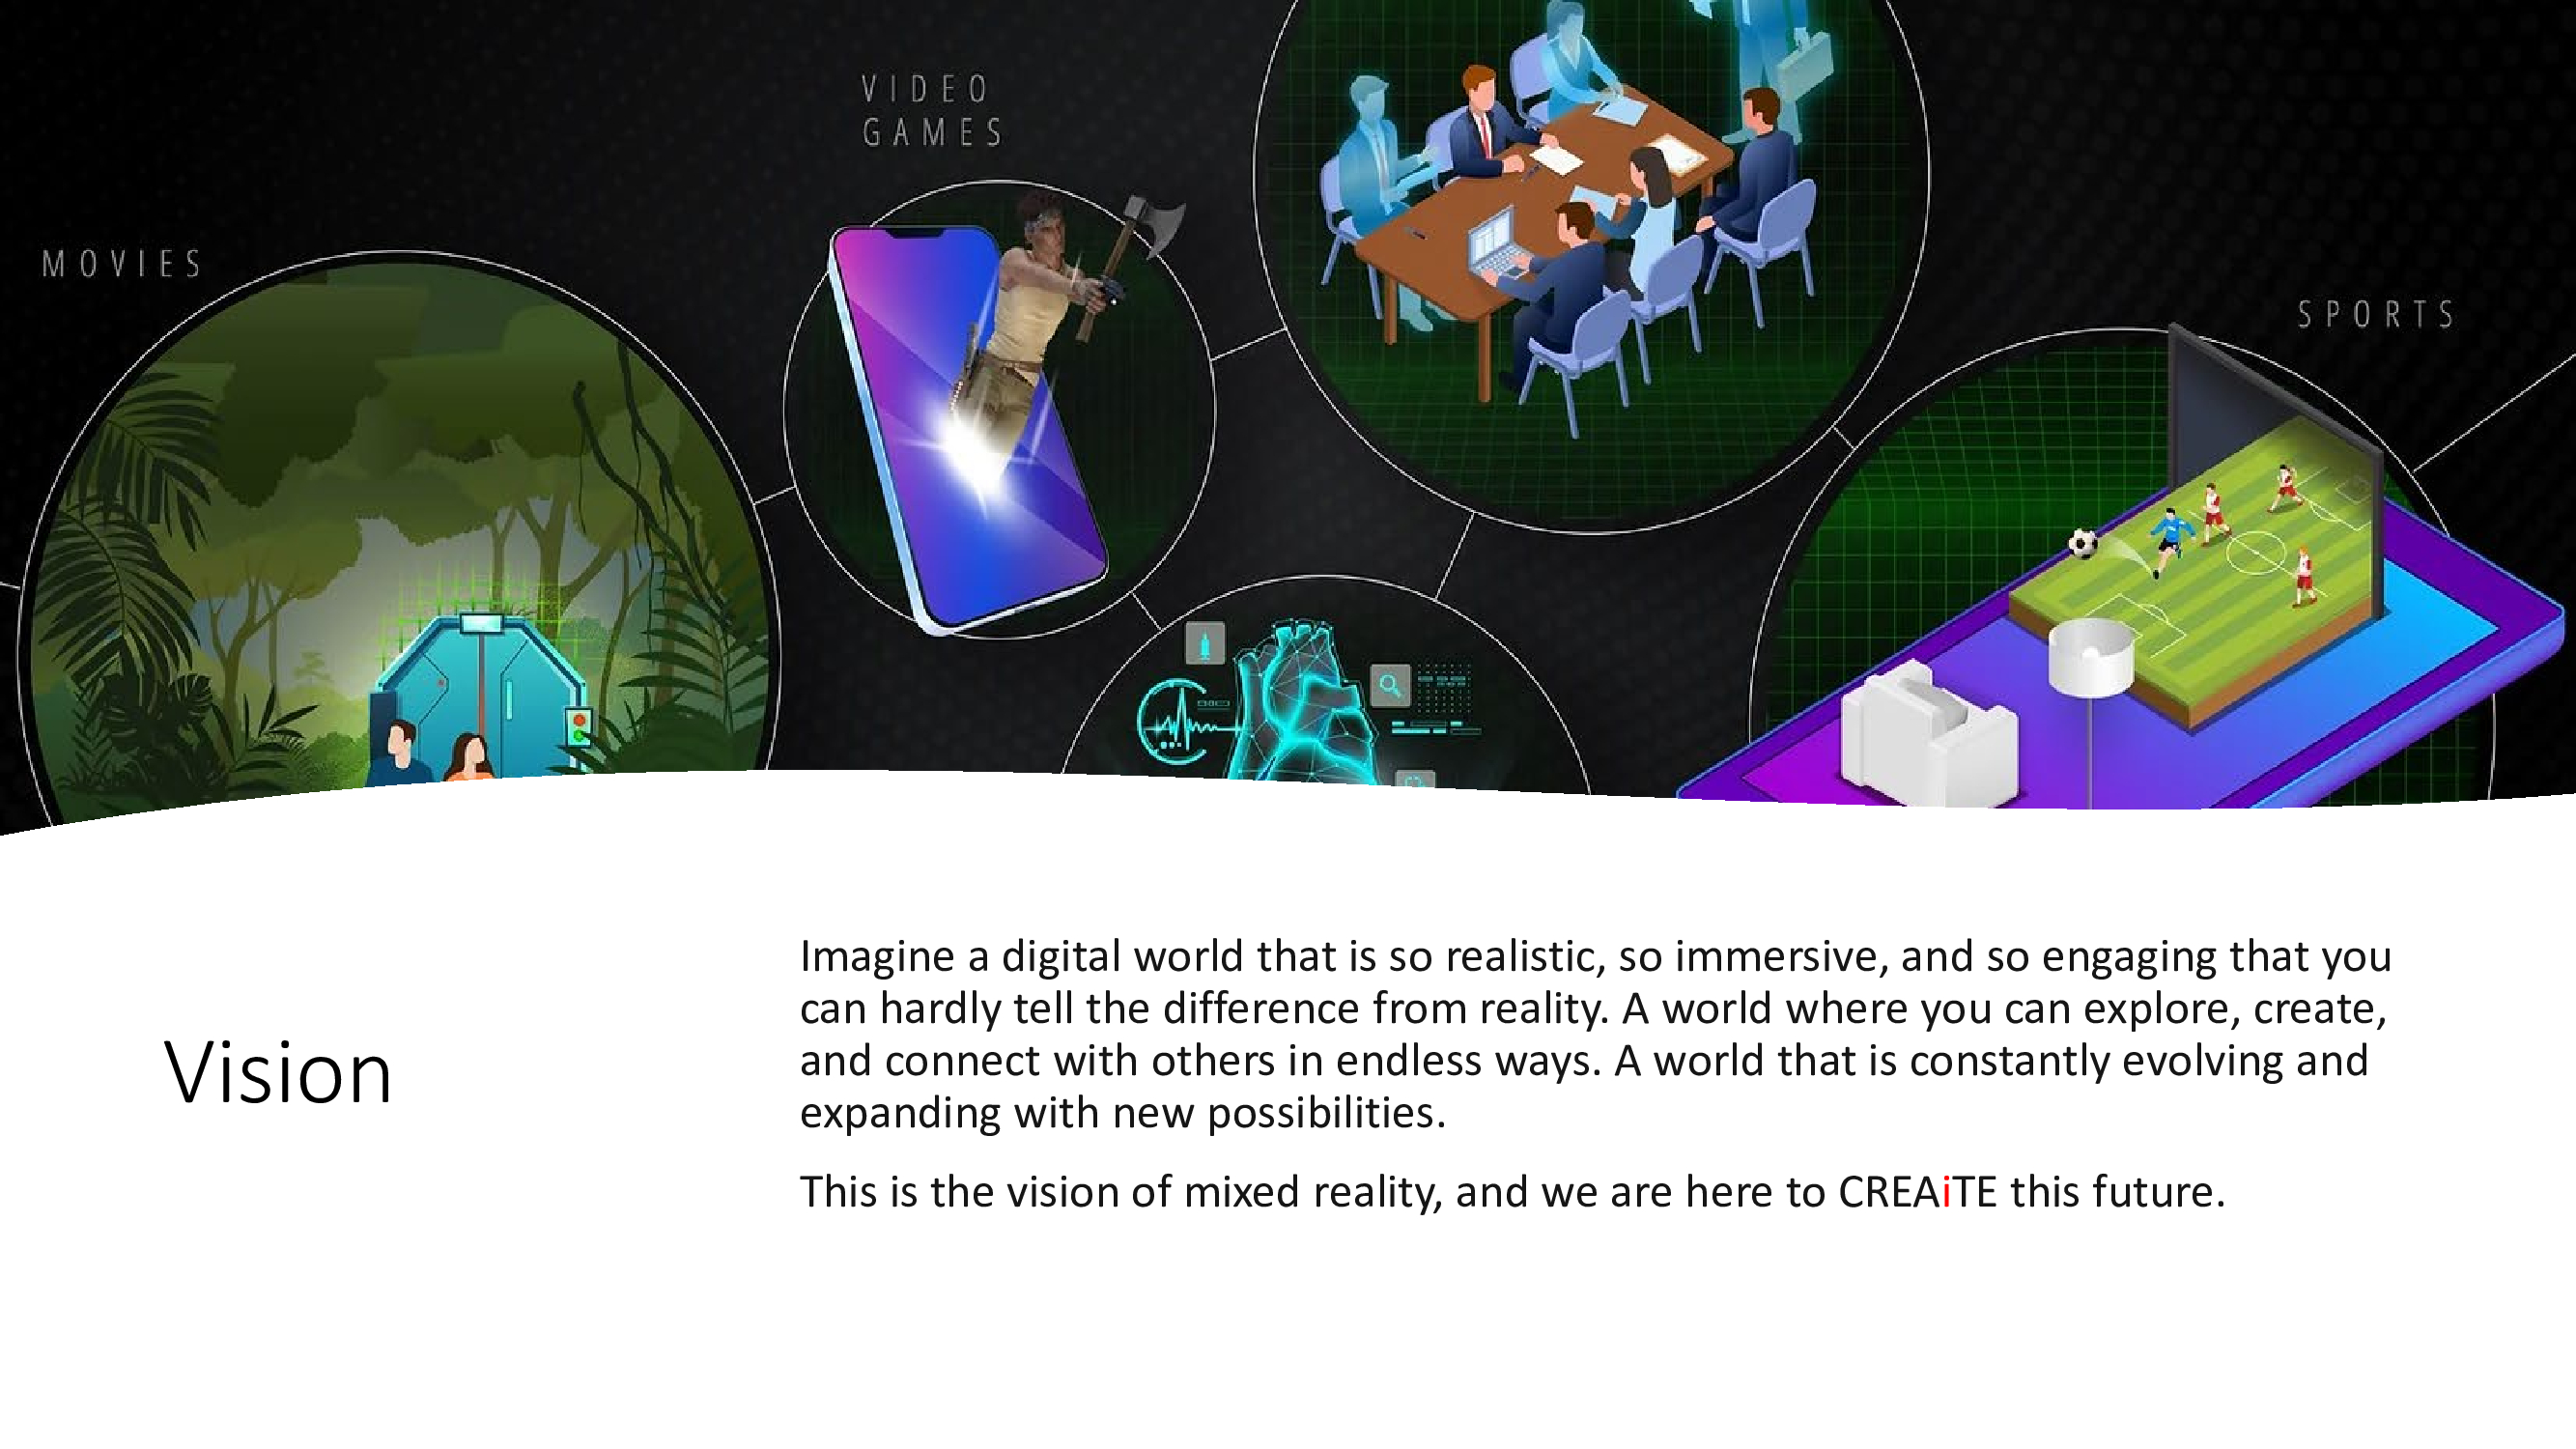 VIDEO
GAMES
MOVIES
SPORTS
Vision
Imagine a digital world that is so realistic, so immersive, and so engaging that you
can hardly tell the difference from reality. A world where you can explore, create,
and connect with others in endless ways. A world that is constantly evolving and
expanding with new possibilities.
This is the vision of mixed reality, and we are here to CREAiTE this future.